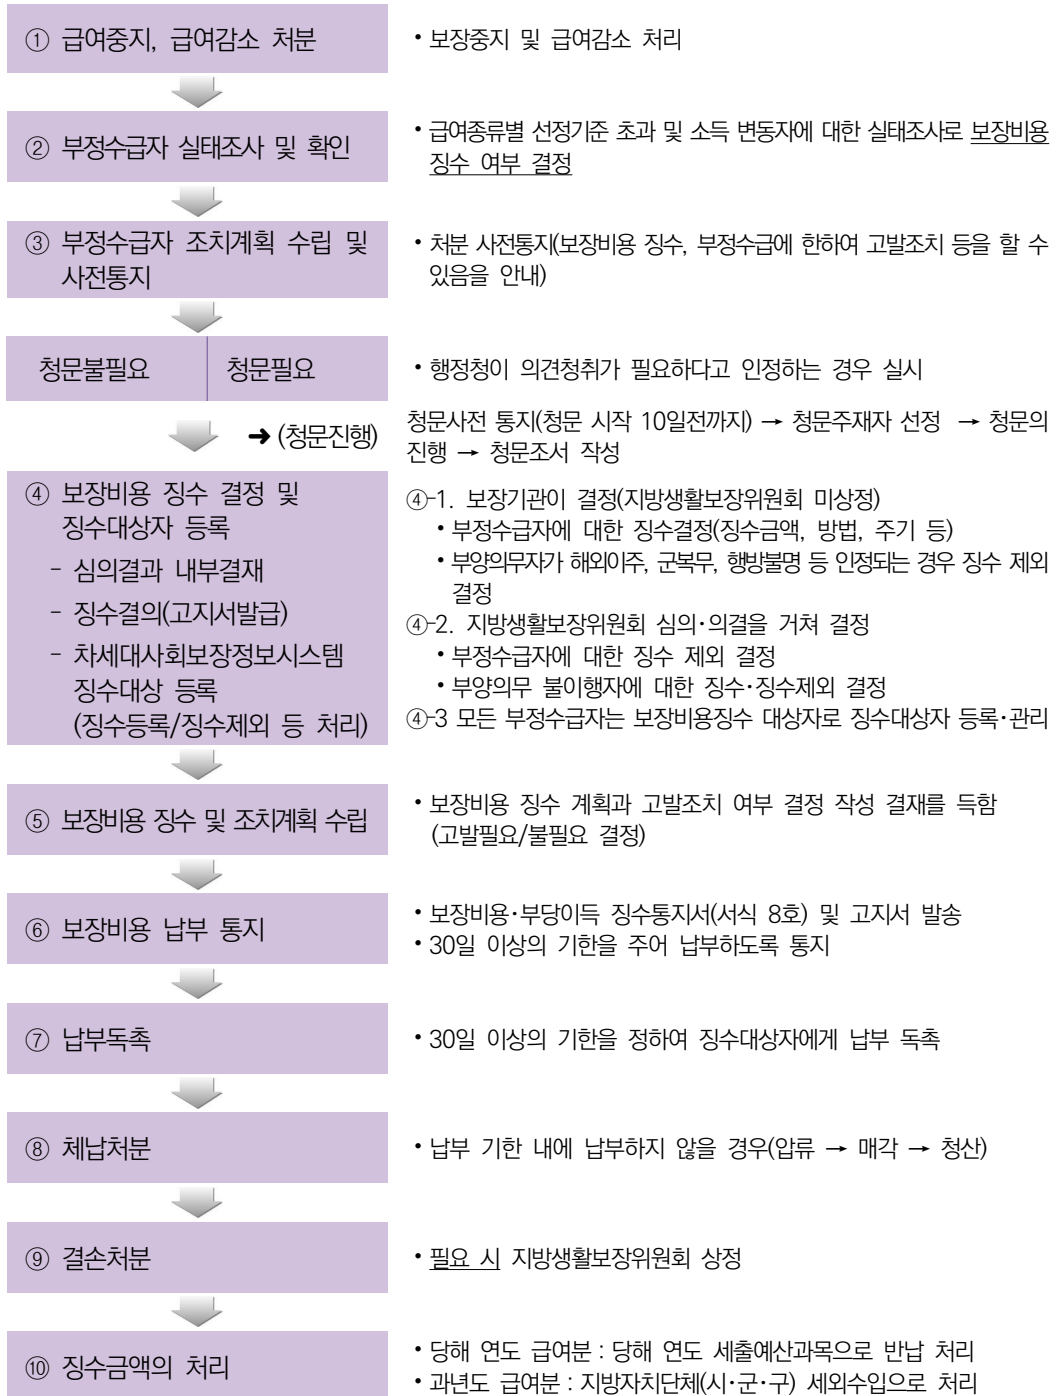 ① 급여중지, 급여감소 처분
• 보장중지 및 급여감소 처리
② 부정수급자 실태조사 및 확인
• 급여종류별 선정기준 초과 및 소득 변동자에 대한 실태조사로 보장비용
징수 여부 결정
③ 부정수급자 조치계획 수립 및
사전통지
• 처분 사전통지(보장비용 징수, 부정수급에 한하여 고발조치 등을 할 수
있음을 안내)
청문불필요
청문필요
• 행정청이 의견청취가 필요하다고 인정하는 경우 실시
➜ (청문진행)
청문사전 통지(청문 시작 10일전까지) → 청문주재자 선정 → 청문의
진행 → 청문조서 작성
④ 보장비용 징수 결정 및
징수대상자 등록
- 심의결과 내부결재
- 징수결의(고지서발급)
- 차세대사회보장정보시스템
징수대상 등록
(징수등록/징수제외 등 처리)
④-1. 보장기관이 결정(지방생활보장위원회 미상정)
• 부정수급자에 대한 징수결정(징수금액, 방법, 주기 등)
• 부양의무자가 해외이주, 군복무, 행방불명 등 인정되는 경우 징수 제외
결정
④-2. 지방생활보장위원회 심의·의결을 거쳐 결정
• 부정수급자에 대한 징수 제외 결정
• 부양의무 불이행자에 대한 징수·징수제외 결정
④-3 모든 부정수급자는 보장비용징수 대상자로 징수대상자 등록·관리
⑤ 보장비용 징수 및 조치계획 수립
• 보장비용 징수 계획과 고발조치 여부 결정 작성 결재를 득함
(고발필요/불필요 결정)
⑥ 보장비용 납부 통지
• 보장비용·부당이득 징수통지서(서식 8호) 및 고지서 발송
• 30일 이상의 기한을 주어 납부하도록 통지
⑦ 납부독촉
• 30일 이상의 기한을 정하여 징수대상자에게 납부 독촉
⑧ 체납처분
• 납부 기한 내에 납부하지 않을 경우(압류 → 매각 → 청산)
⑨ 결손처분
• 필요 시 지방생활보장위원회 상정
⑩ 징수금액의 처리
• 당해 연도 급여분 : 당해 연도 세출예산과목으로 반납 처리
• 과년도 급여분 : 지방자치단체(시·군·구) 세외수입으로 처리